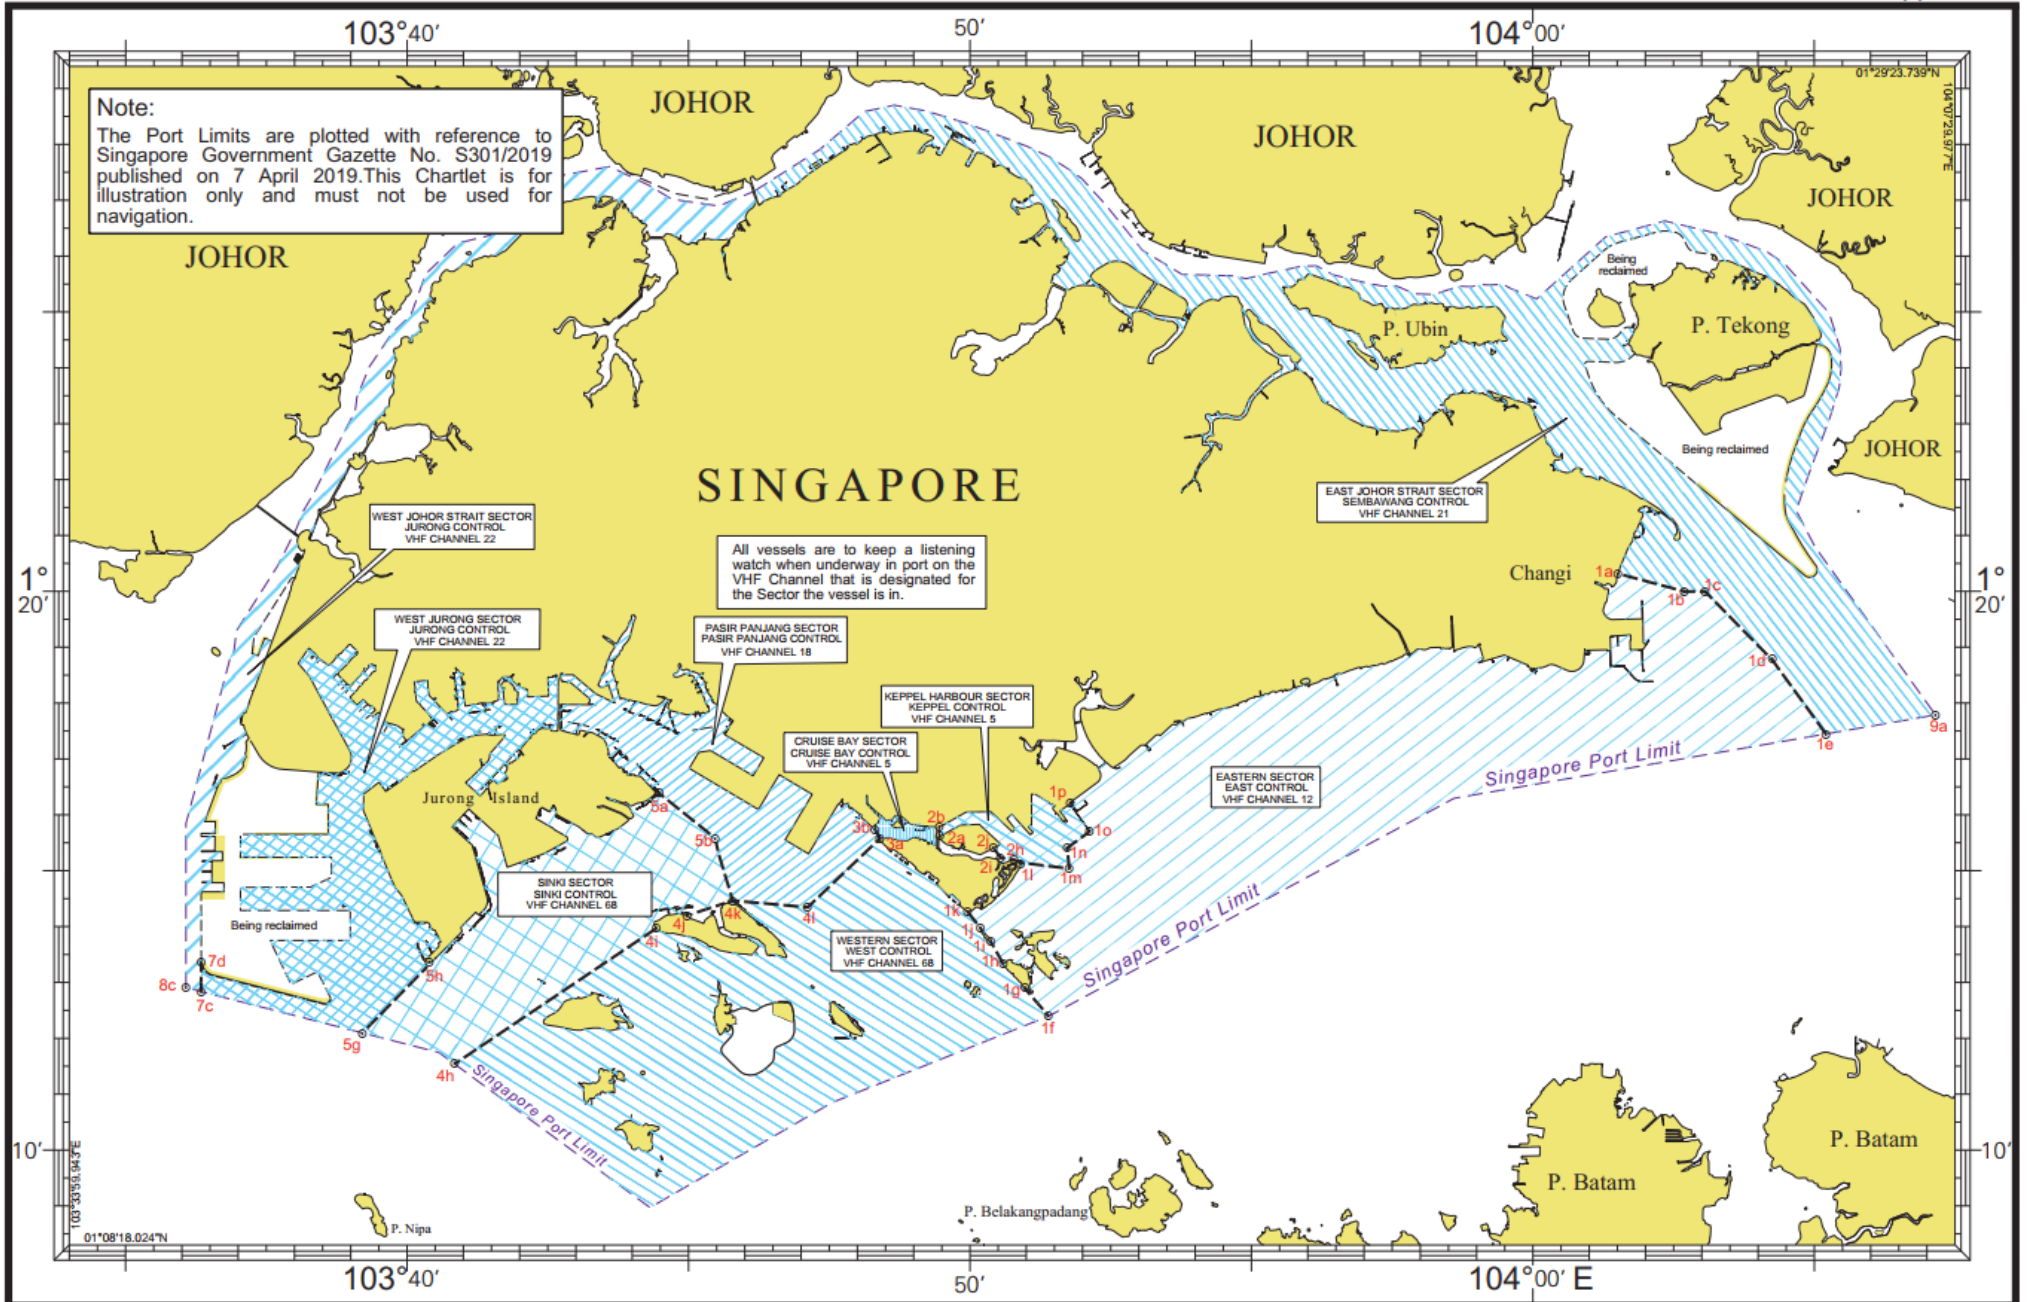 103°40′
50′
104°00′
01°29'23.739"N
104°07'29.977"E
Note:
The Port Limits are plotted with reference to
Singapore Government Gazette No. S301/2019
published on 7 April 2019.This Chartlet is for
illustration only and must not be used for
navigation.
JOHOR
JOHOR
JOHOR
JOHOR
JOHOR
Being
reclaimed
P. Ubin
P. Tekong
Being reclaimed
SINGAPORE
EAST JOHOR STRAIT SECTOR
SEMBAWANG CONTROL
VHF CHANNEL 21
WEST JOHOR STRAIT SECTOR
JURONG CONTROL
VHF CHANNEL 22
All vessels are to keep a listening
watch when underway in port on the
VHF Channel that is designated for
the Sector the vessel is in.
Changi
1a
1b
1c
1°
20′
1°
20′
WEST JURONG SECTOR
JURONG CONTROL
VHF CHANNEL 22
PASIR PANJANG SECTOR
PASIR PANJANG CONTROL
VHF CHANNEL 18
1d
KEPPEL HARBOUR SECTOR
KEPPEL CONTROL
VHF CHANNEL 5
CRUISE BAY SECTOR
CRUISE BAY CONTROL
VHF CHANNEL 5
9a
1e
Singapore Port Limit
EASTERN SECTOR
EAST CONTROL
VHF CHANNEL 12
Jurong Island
5a
1p
5b
3b
3a
2b
2a
2j
2h
2i
1l
1o
1n
1m
SINKI SECTOR
SINKI CONTROL
VHF CHANNEL 68
4j
4k
4l
4i
1k
1j
1i
1h
1g
1f
WESTERN SECTOR
WEST CONTROL
VHF CHANNEL 68
Singapore Port Limit
Being reclaimed
7d
8c
7c
5h
5g
4h
Singapore Port Limit
10′
10′
P. Batam
P. Batam
P. Belakangpadang
P. Nipa
103°33'59.943"E
01°08'18.024"N
103°40′
50′
104°00′ E